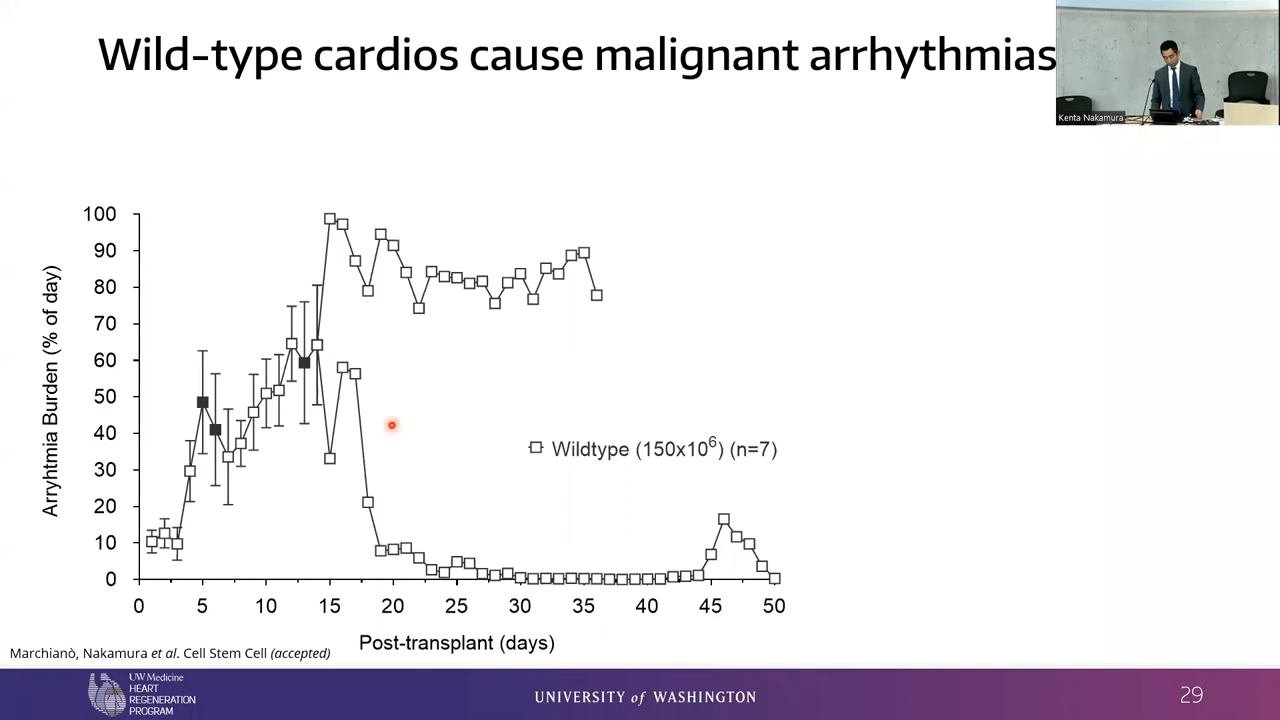 Wild-type cardios cause malignant arrhythmias
Kenta Nakamura
100
90
80
70
60
50
40
30
20
10
0
Arryhtmia Burden (% of day)
Wildtype (150x10⁶) (n=7)
0 5 10 15 20 25 30 35 40 45 50
Post-transplant (days)
Marchianò, Nakamura et al. Cell Stem Cell (accepted)
UW Medicine
HEART
REGENERATION
PROGRAM
UNIVERSITY of WASHINGTON
29